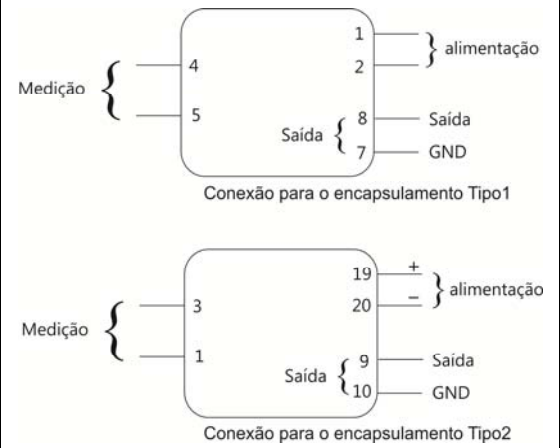 1
alimentação
4
2
Medição
5
8
Saída
Saída
7
GND
Conexão para o encapsulamento Tipo1
19
+
alimentação
3
20
−
Medição
1
9
Saída
Saída
10
GND
Conexão para o encapsulamento Tipo2